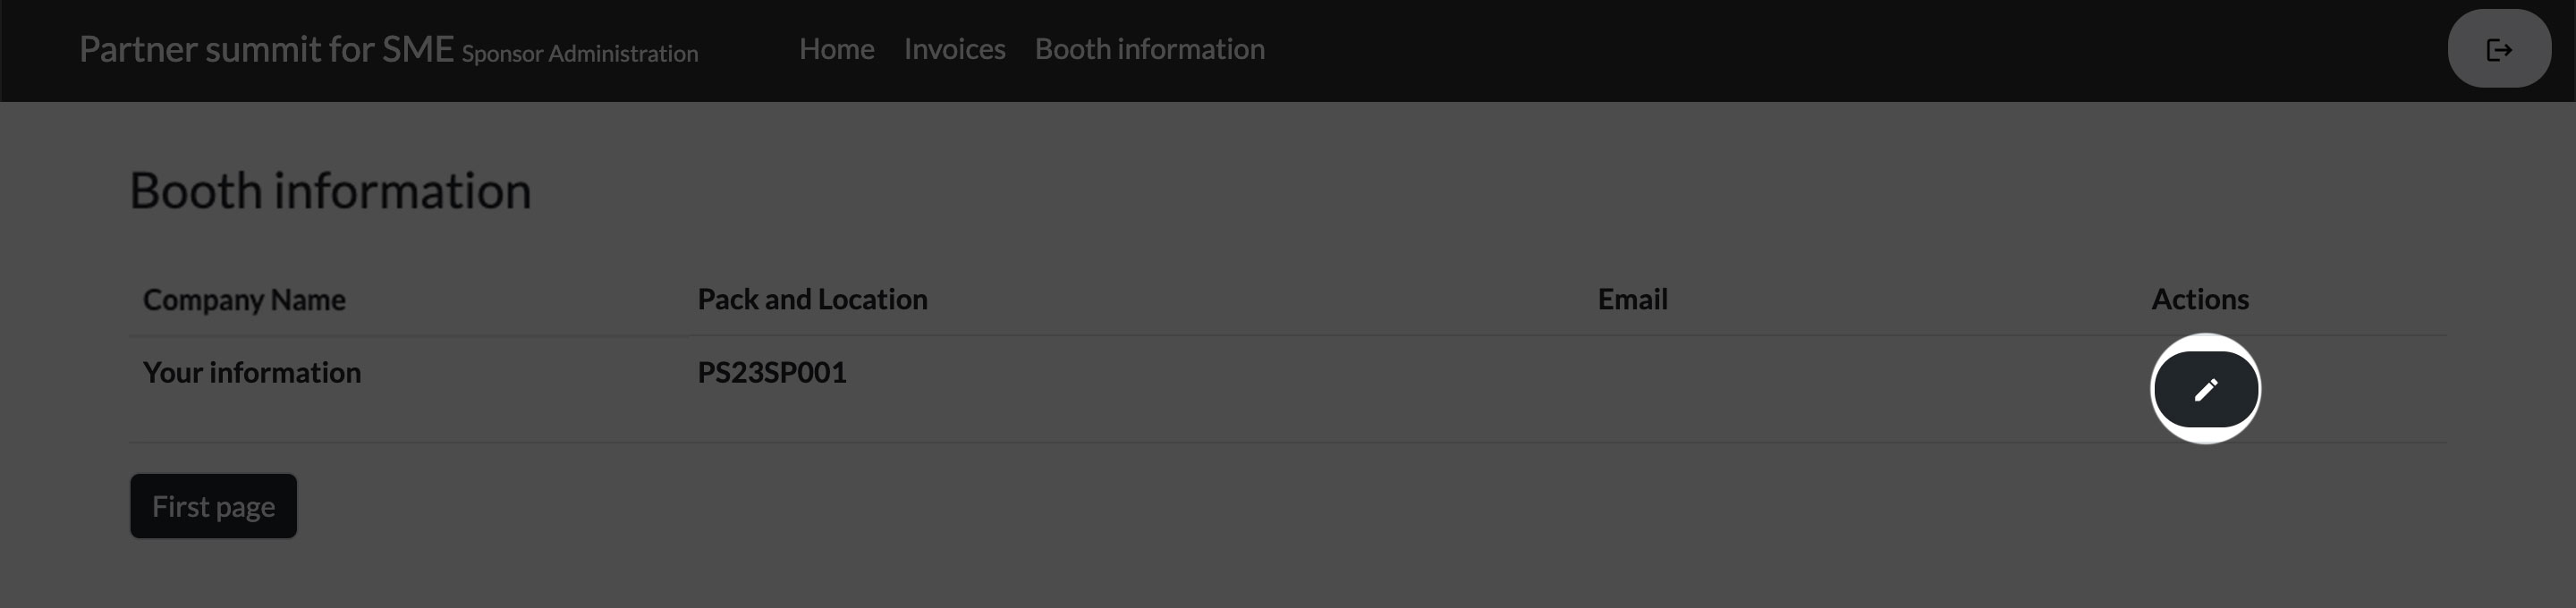 Partner summit for SME Sponsor Administration Home Invoices Booth information
Booth information
Company Name Pack and Location Email Actions
Your information PS23SP001
First page